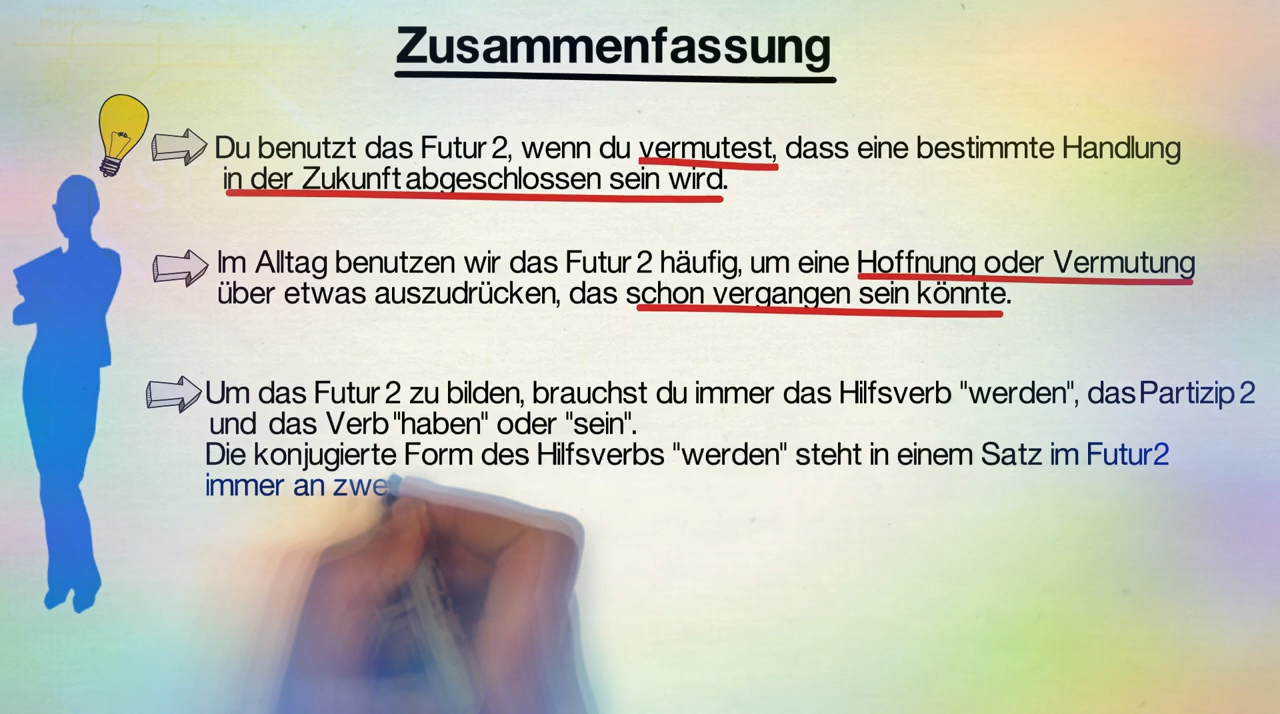 Zusammenfassung
Du benutzt das Futur 2, wenn du vermutest, dass eine bestimmte Handlung
in der Zukunft abgeschlossen sein wird.
Im Alltag benutzen wir das Futur 2 häufig, um eine Hoffnung oder Vermutung
über etwas auszudrücken, das schon vergangen sein könnte.
Um das Futur 2 zu bilden, brauchst du immer das Hilfsverb "werden", das Partizip 2
und das Verb "haben" oder "sein".
Die konjugierte Form des Hilfsverbs "werden" steht in einem Satz im Futur2
immer an zwe